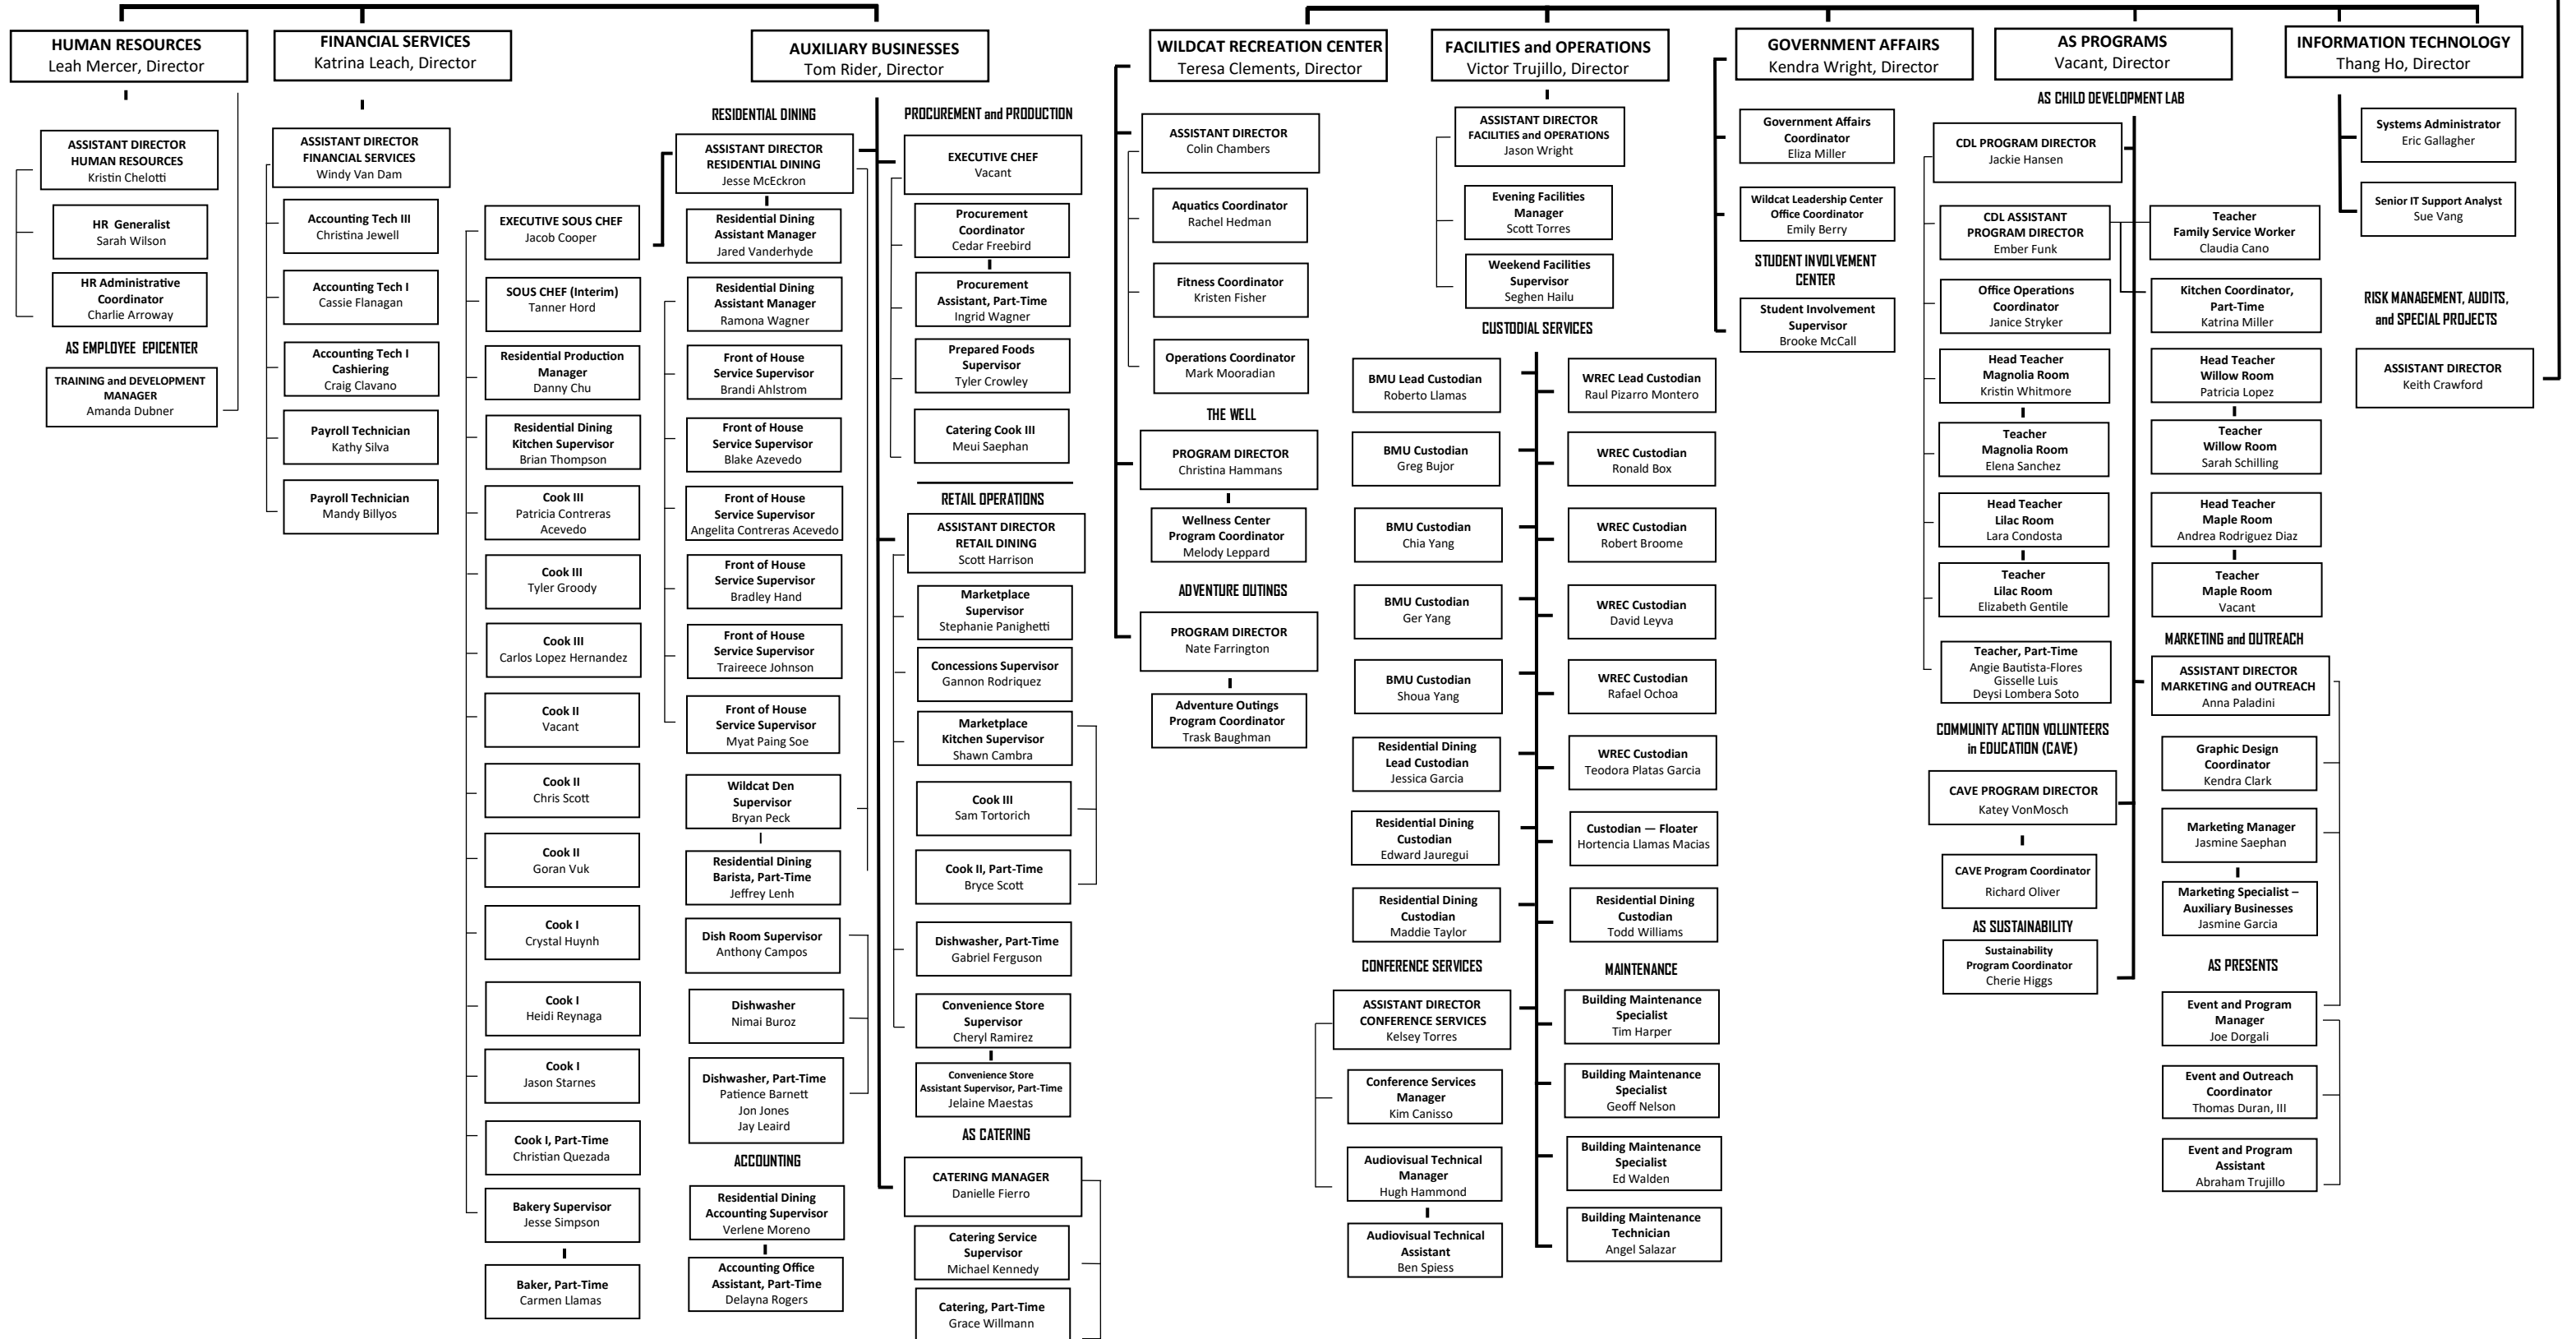 HUMAN RESOURCES
Leah Mercer, Director
ASSISTANT DIRECTOR
HUMAN RESOURCES
Kristin Chelotti
HR Generalist
Sarah Wilson
HR Administrative
Coordinator
Charlie Arroway
AS EMPLOYEE EPICENTER
TRAINING and DEVELOPMENT
MANAGER
Amanda Dubner
FINANCIAL SERVICES
Katrina Leach, Director
ASSISTANT DIRECTOR
FINANCIAL SERVICES
Windy Van Dam
Accounting Tech III
Christina Jewell
Accounting Tech I
Cassie Flanagan
Accounting Tech I
Cashiering
Craig Clavano
Payroll Technician
Kathy Silva
Payroll Technician
Mandy Billyos
AUXILIARY BUSINESSES
Tom Rider, Director
EXECUTIVE SOUS CHEF
Jacob Cooper
SOUS CHEF (Interim)
Tanner Hord
Residential Production
Manager
Danny Chu
Residential Dining
Kitchen Supervisor
Brian Thompson
Cook III
Patricia Contreras
Acevedo
Cook III
Tyler Groody
Cook III
Carlos Lopez Hernandez
Cook II
Vacant
Cook II
Chris Scott
Cook II
Goran Vuk
Cook I
Crystal Huynh
Cook I
Heidi Reynaga
Cook I
Jason Starnes
Cook I, Part-Time
Christian Quezada
Bakery Supervisor
Jesse Simpson
Baker, Part-Time
Carmen Llamas
RESIDENTIAL DINING
ASSISTANT DIRECTOR
RESIDENTIAL DINING
Jesse McEckron
Residential Dining
Assistant Manager
Jared Vanderhyde
Residential Dining
Assistant Manager
Ramona Wagner
Front of House
Service Supervisor
Brandi Ahlstrom
Front of House
Service Supervisor
Blake Azevedo
Front of House
Service Supervisor
Angelita Contreras Acevedo
Front of House
Service Supervisor
Bradley Hand
Front of House
Service Supervisor
Traireece Johnson
Front of House
Service Supervisor
Myat Paing Soe
Wildcat Den
Supervisor
Bryan Peck
Residential Dining
Barista, Part-Time
Jeffrey Lenh
Dish Room Supervisor
Anthony Campos
Dishwasher
Nimai Buroz
Dishwasher, Part-Time
Patience Barnett
Jon Jones
Jay Leaird
ACCOUNTING
Residential Dining
Accounting Supervisor
Verlene Moreno
Accounting Office
Assistant, Part-Time
Delayna Rogers
PROCUREMENT and PRODUCTION
EXECUTIVE CHEF
Vacant
Procurement
Coordinator
Cedar Freebird
Procurement
Assistant, Part-Time
Ingrid Wagner
Prepared Foods
Supervisor
Tyler Crowley
Catering Cook III
Meui Saephan
RETAIL OPERATIONS
ASSISTANT DIRECTOR
RETAIL DINING
Scott Harrison
Marketplace
Supervisor
Stephanie Panighetti
Concessions Supervisor
Gannon Rodriquez
Marketplace
Kitchen Supervisor
Shawn Cambra
Cook III
Sam Tortorich
Cook II, Part-Time
Bryce Scott
Dishwasher, Part-Time
Gabriel Ferguson
Convenience Store
Supervisor
Cheryl Ramirez
Convenience Store
Assistant Supervisor, Part-Time
Jelaine Maestas
AS CATERING
CATERING MANAGER
Danielle Fierro
Catering Service
Supervisor
Michael Kennedy
Catering, Part-Time
Grace Willmann
WILDCAT RECREATION CENTER
Teresa Clements, Director
ASSISTANT DIRECTOR
Colin Chambers
Aquatics Coordinator
Rachel Hedman
Fitness Coordinator
Kristen Fisher
Operations Coordinator
Mark Mooradian
THE WELL
PROGRAM DIRECTOR
Christina Hammans
Wellness Center
Program Coordinator
Melody Leppard
ADVENTURE OUTINGS
PROGRAM DIRECTOR
Nate Farrington
Adventure Outings
Program Coordinator
Trask Baughman
FACILITIES and OPERATIONS
Victor Trujillo, Director
ASSISTANT DIRECTOR
FACILITIES and OPERATIONS
Jason Wright
Evening Facilities
Manager
Scott Torres
Weekend Facilities
Supervisor
Seghen Hailu
CUSTODIAL SERVICES
BMU Lead Custodian
Roberto Llamas
BMU Custodian
Greg Bujor
BMU Custodian
Chia Yang
BMU Custodian
Ger Yang
BMU Custodian
Shoua Yang
Residential Dining
Lead Custodian
Jessica Garcia
Residential Dining
Custodian
Edward Jauregui
Residential Dining
Custodian
Maddie Taylor
CONFERENCE SERVICES
ASSISTANT DIRECTOR
CONFERENCE SERVICES
Kelsey Torres
Conference Services
Manager
Kim Canisso
Audiovisual Technical
Manager
Hugh Hammond
Audiovisual Technical
Assistant
Ben Spiess
WREC Lead Custodian
Raul Pizarro Montero
WREC Custodian
Ronald Box
WREC Custodian
Robert Broome
WREC Custodian
David Leyva
WREC Custodian
Rafael Ochoa
WREC Custodian
Teodora Platas Garcia
Custodian — Floater
Hortencia Llamas Macias
Residential Dining
Custodian
Todd Williams
MAINTENANCE
Building Maintenance
Specialist
Tim Harper
Building Maintenance
Specialist
Geoff Nelson
Building Maintenance
Specialist
Ed Walden
Building Maintenance
Technician
Angel Salazar
GOVERNMENT AFFAIRS
Kendra Wright, Director
Government Affairs
Coordinator
Eliza Miller
Wildcat Leadership Center
Office Coordinator
Emily Berry
STUDENT INVOLVEMENT
CENTER
Student Involvement
Supervisor
Brooke McCall
AS PROGRAMS
Vacant, Director
AS CHILD DEVELOPMENT LAB
CDL PROGRAM DIRECTOR
Jackie Hansen
CDL ASSISTANT
PROGRAM DIRECTOR
Ember Funk
Office Operations
Coordinator
Janice Stryker
Head Teacher
Magnolia Room
Kristin Whitmore
Teacher
Magnolia Room
Elena Sanchez
Head Teacher
Lilac Room
Lara Condosta
Teacher
Lilac Room
Elizabeth Gentile
Teacher, Part-Time
Angie Bautista-Flores
Gisselle Luis
Deysi Lombera Soto
COMMUNITY ACTION VOLUNTEERS
in EDUCATION (CAVE)
CAVE PROGRAM DIRECTOR
Katey VonMosch
CAVE Program Coordinator
Richard Oliver
AS SUSTAINABILITY
Sustainability
Program Coordinator
Cherie Higgs
Teacher
Family Service Worker
Claudia Cano
Kitchen Coordinator,
Part-Time
Katrina Miller
Head Teacher
Willow Room
Patricia Lopez
Teacher
Willow Room
Sarah Schilling
Head Teacher
Maple Room
Andrea Rodriguez Diaz
Teacher
Maple Room
Vacant
MARKETING and OUTREACH
ASSISTANT DIRECTOR
MARKETING and OUTREACH
Anna Paladini
Graphic Design
Coordinator
Kendra Clark
Marketing Manager
Jasmine Saephan
Marketing Specialist –
Auxiliary Businesses
Jasmine Garcia
AS PRESENTS
Event and Program
Manager
Joe Dorgali
Event and Outreach
Coordinator
Thomas Duran, III
Event and Program
Assistant
Abraham Trujillo
INFORMATION TECHNOLOGY
Thang Ho, Director
Systems Administrator
Eric Gallagher
Senior IT Support Analyst
Sue Vang
RISK MANAGEMENT, AUDITS,
and SPECIAL PROJECTS
ASSISTANT DIRECTOR
Keith Crawford